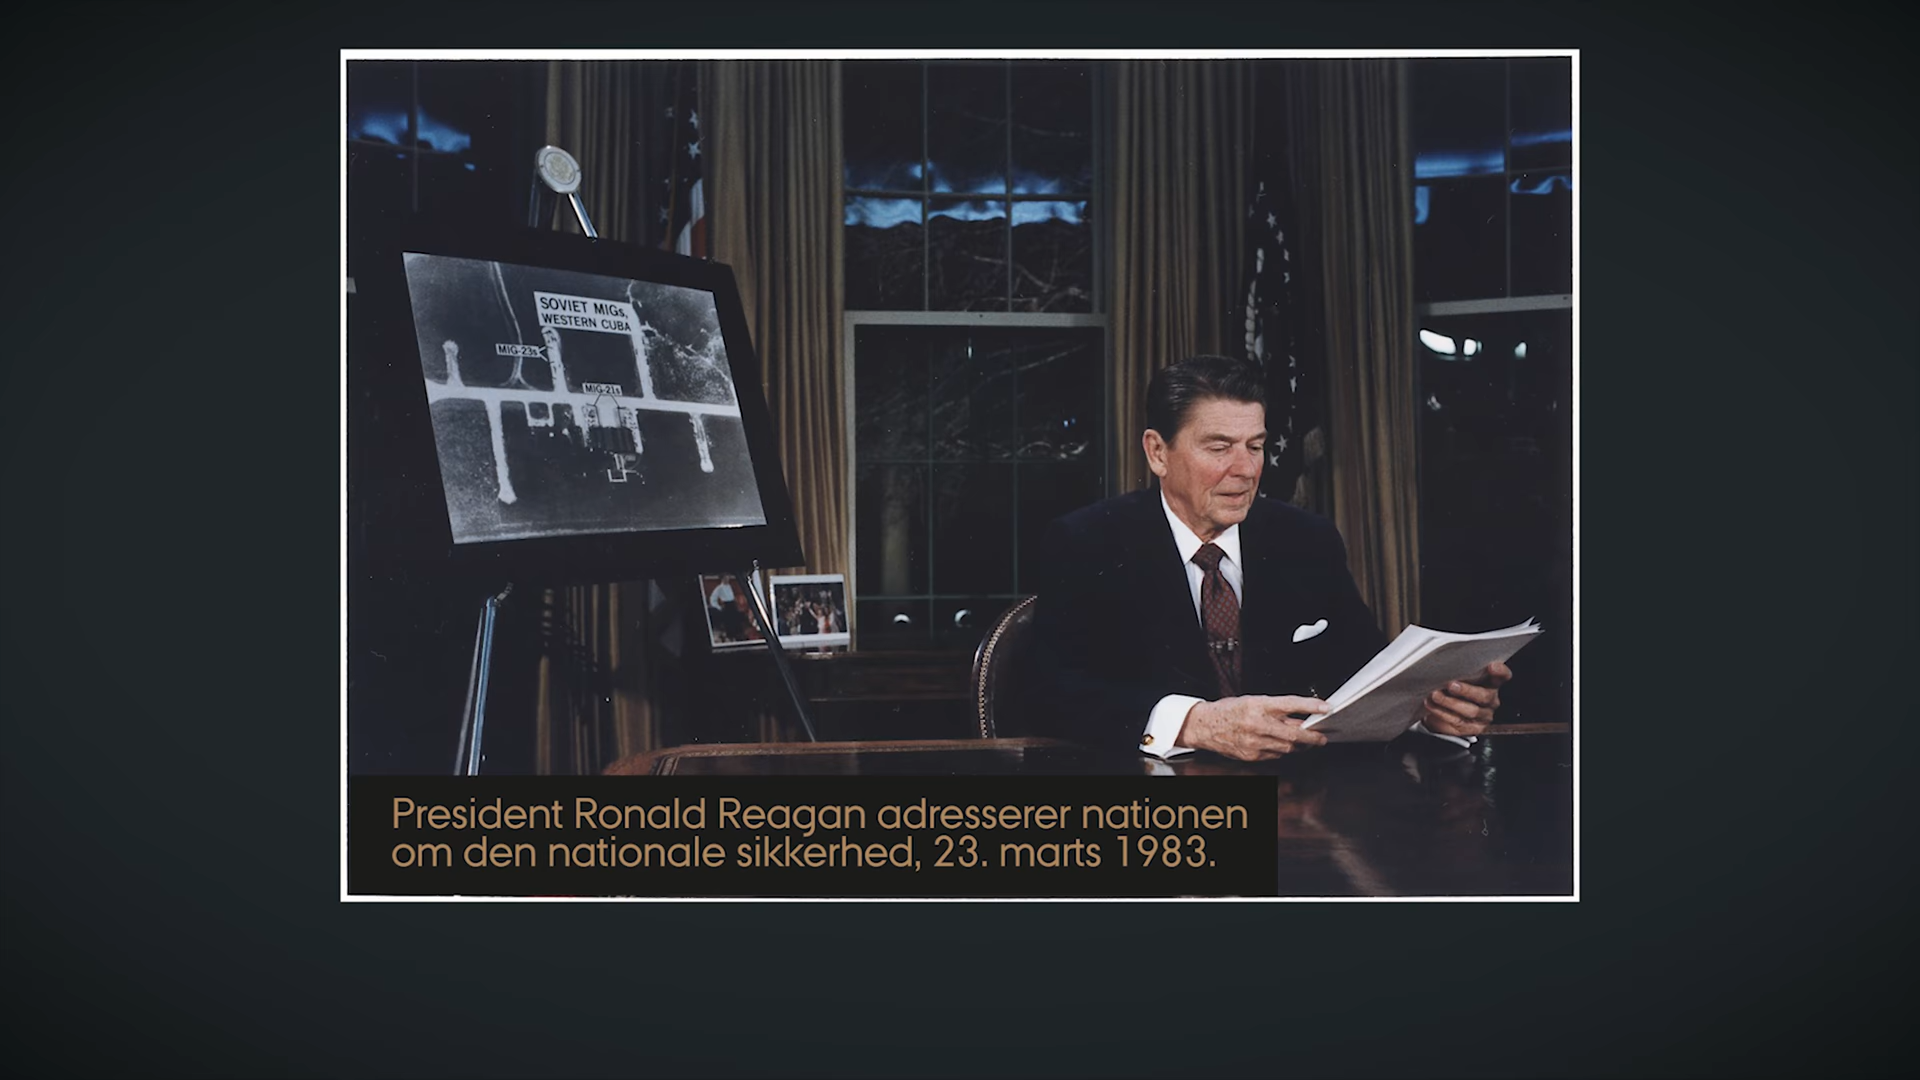 SOVIET MIGs,
WESTERN CUBA
MIG-23s
MIG-21s
President Ronald Reagan adresserer nationen
om den nationale sikkerhed, 23. marts 1983.